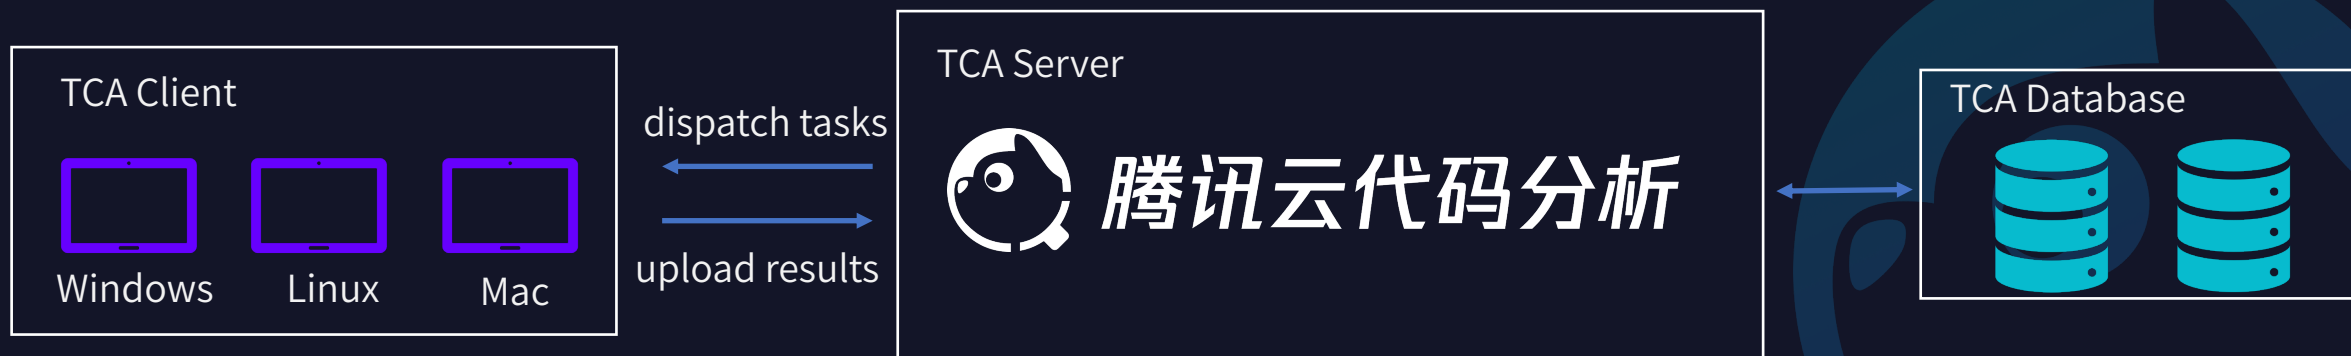 TCA Client
Windows
Linux
Mac
dispatch tasks
upload results
TCA Server
腾讯云代码分析
TCA Database